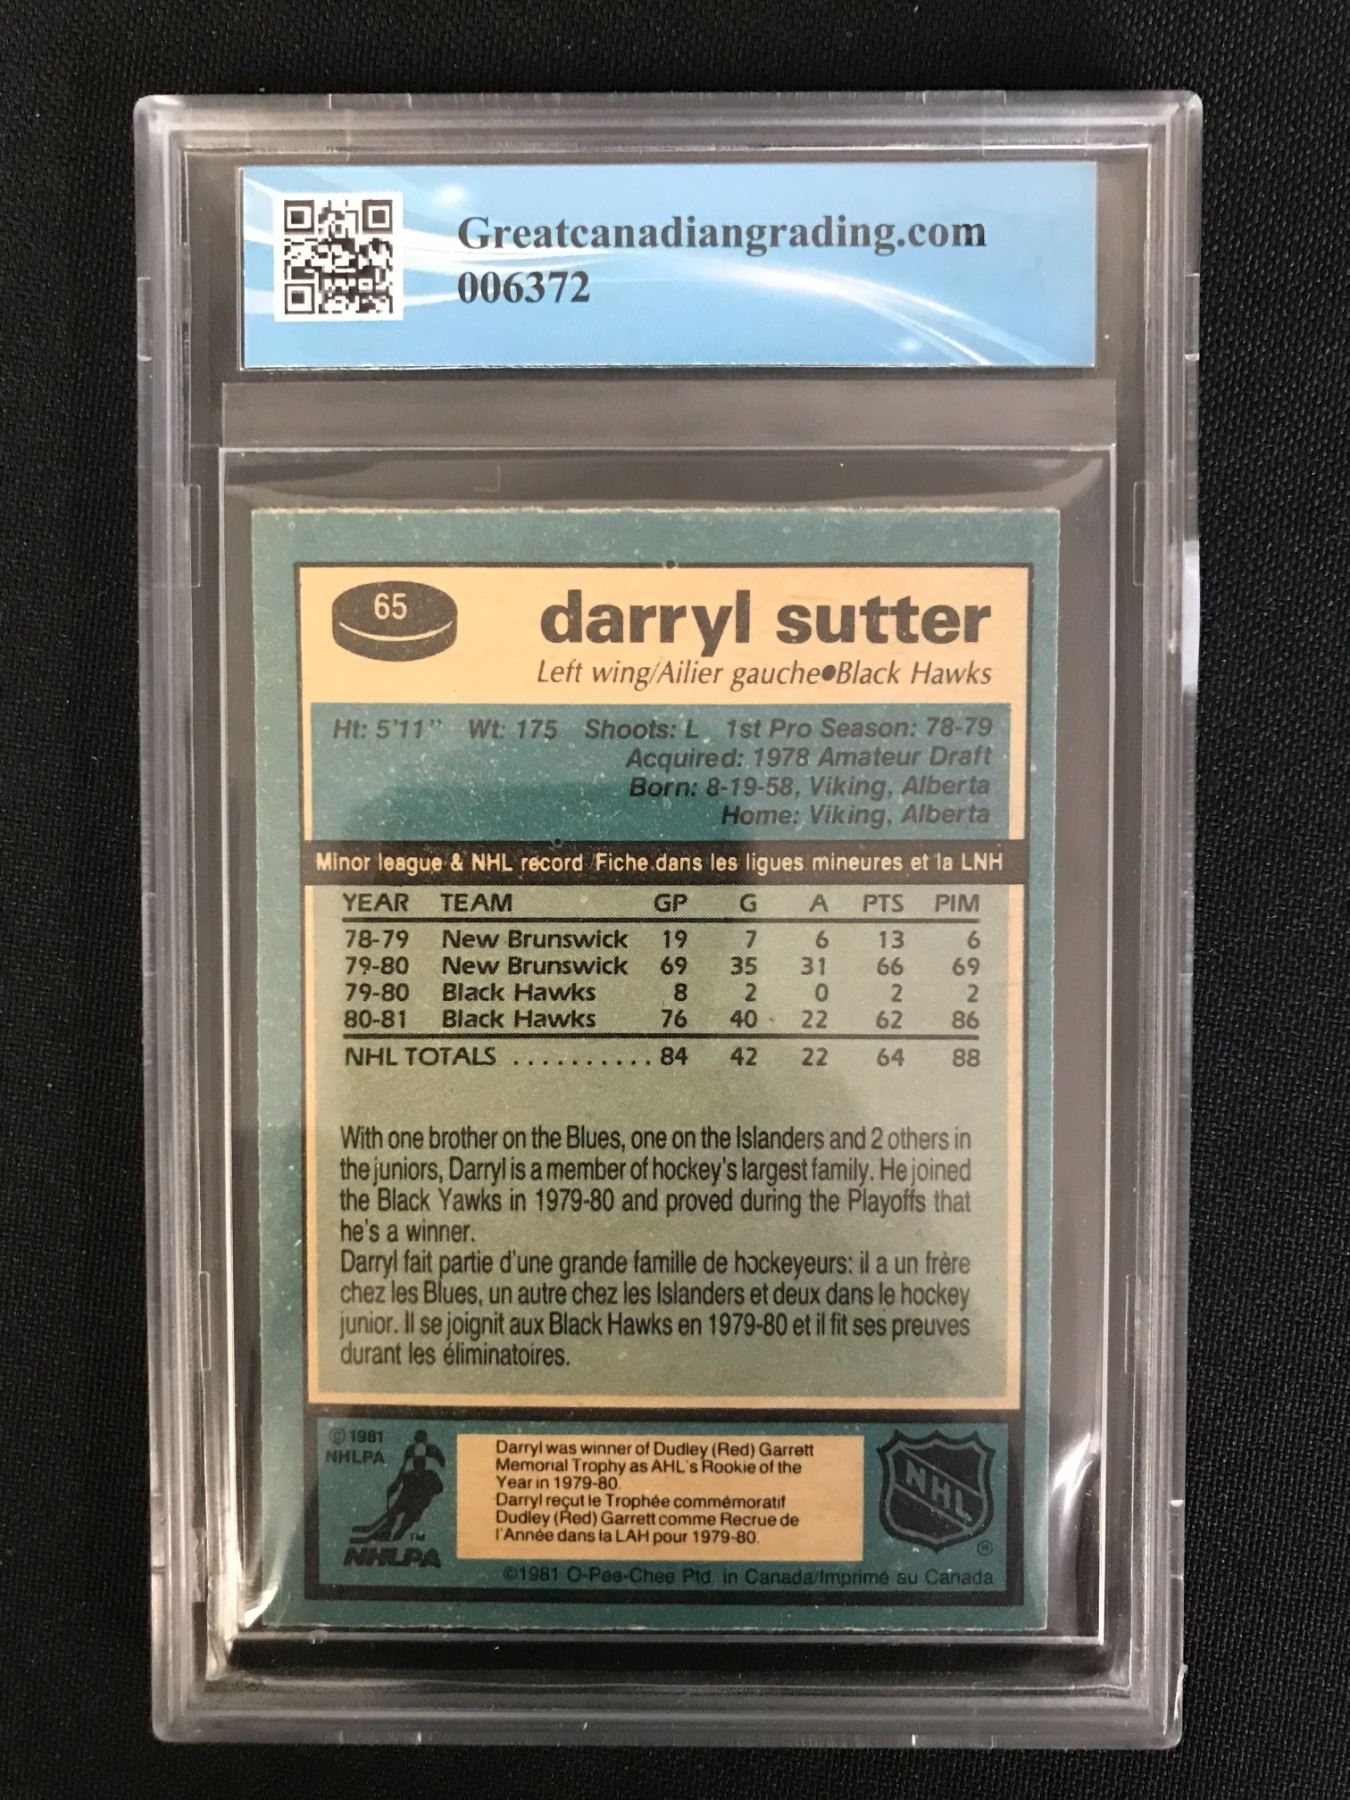 Greatcanadiangrading.com
006372
65
darryl sutter
Left wing/Ailier gauche●Black Hawks
Ht: 5'11" Wt: 175 Shoots: L 1st Pro Season: 78-79
Acquired: 1978 Amateur Draft
Born: 8-19-58, Viking, Alberta
Home: Viking, Alberta
Minor league & NHL record/Fiche dans les ligues mineures et la LNH
YEAR TEAM GP G A PTS PIM
78-79 New Brunswick 19 7 6 13 6
79-80 New Brunswick 69 35 31 66 69
79-80 Black Hawks 8 2 0 2 2
80-81 Black Hawks 76 40 22 62 86
NHL TOTALS .......... 84 42 22 64 88
With one brother on the Blues, one on the Islanders and 2 others in
the juniors, Darryl is a member of hockey's largest family. He joined
the Black Yawks in 1979-80 and proved during the Playoffs that
he's a winner.
Darryl fait partie d'une grande famille de hockeyeurs: il a un frère
chez les Blues, un autre chez les Islanders et deux dans le hockey
junior. Il se joignit aux Black Hawks en 1979-80 et il fit ses preuves
durant les éliminatoires.
© 1981
NHLPA
TM
NHLPA
Darryl was winner of Dudley (Red) Garrett
Memorial Trophy as AHL's Rookie of the
Year in 1979-80.
Darryl reçut le Trophée commémoratif
Dudley (Red) Garrett comme Recrue de
l'Année dans la LAH pour 1979-80.
NHL
®
©1981 O-Pee-Chee Ptd. in Canada/Imprimé au Canada